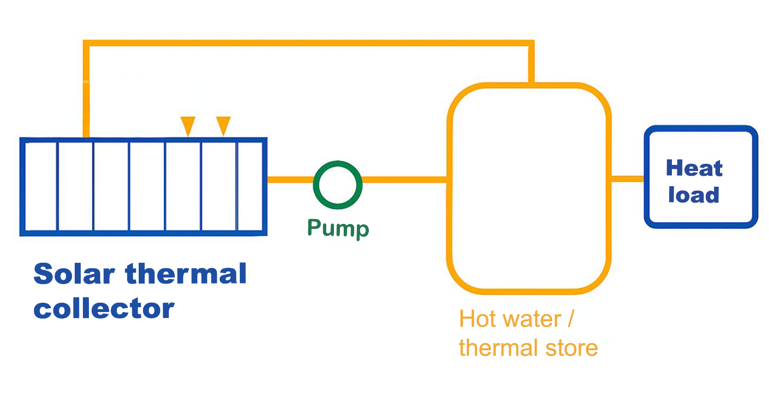 Heat
load
Pump
Solar thermal
collector
Hot water /
thermal store